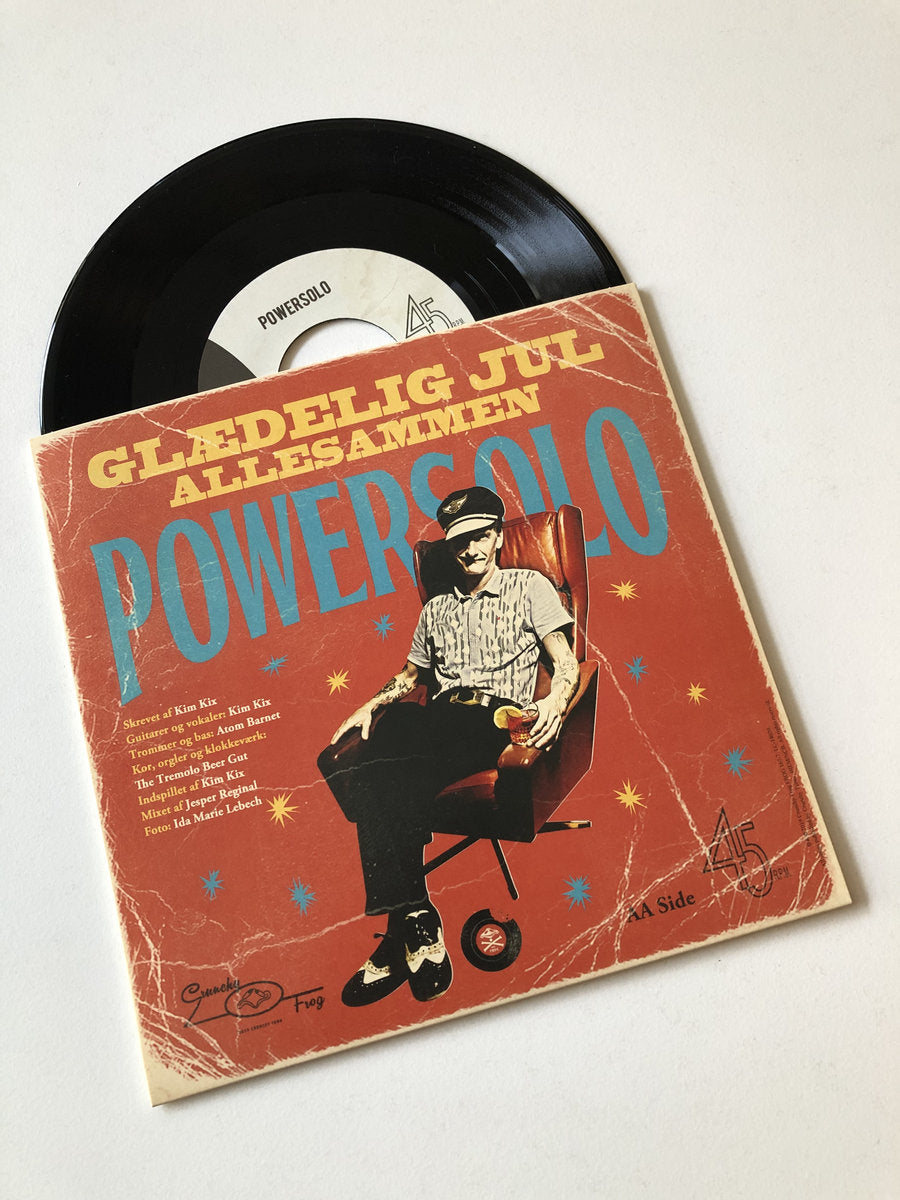 POWERSOLO
45 RPM
GLÆDELIG JUL
ALLESAMMEN
POWERSOLO
Skrevet af Kim Kix
Guitarer og vokaler: Kim Kix
Trommer og bas: Atom Barnet
Kor, orgler og klokkeværk:
The Tremolo Beer Gut
Indspillet af Kim Kix
Mixet af Jesper Reginal
Foto: Ida Marie Lebech
45 RPM
AA Side
Crunchy
Frog